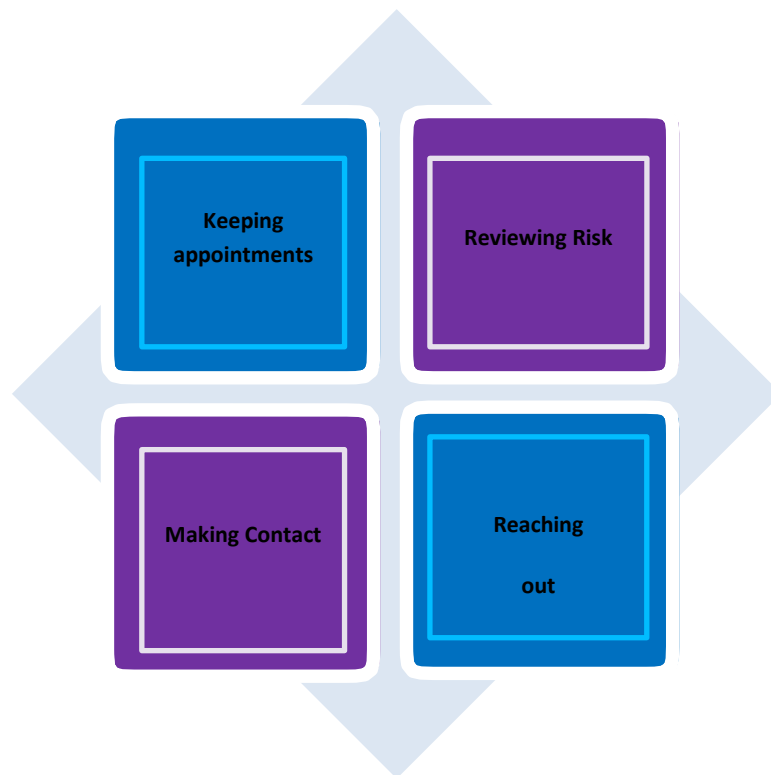 Keeping
appointments
Reviewing Risk
Making Contact
Reaching
out